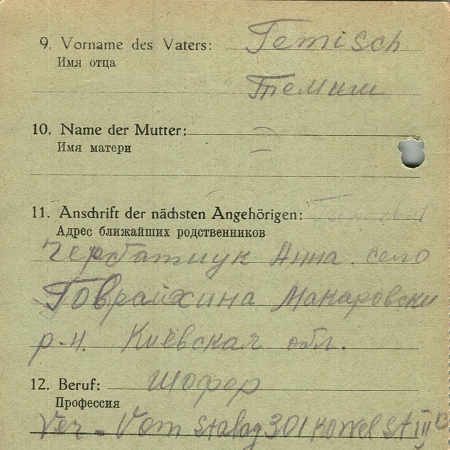 9. Vorname des Vaters: Temisch
Имя отца
Темиш
10. Name der Mutter: =
Имя матери
11. Anschrift der nächsten Angehörigen:
Адрес ближайших родственников
Чербатиук Анна. село
Говрайхина Макаровски
р-н. Киевская обл.
12. Beruf: шофер
Профессия
Ver - Vom Stalag 301 Kowel St III